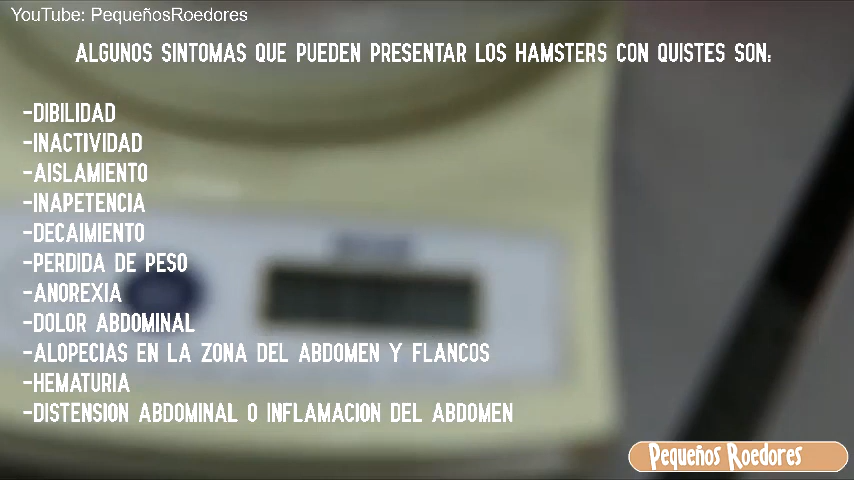 YouTube: PequeñosRoedores
ALGUNOS SINTOMAS QUE PUEDEN PRESENTAR LOS HAMSTERS CON QUISTES SON:
-DIBILIDAD
-INACTIVIDAD
-AISLAMIENTO
-INAPETENCIA
-DECAIMIENTO
-PERDIDA DE PESO
-ANOREXIA
-DOLOR ABDOMINAL
-ALOPECIAS EN LA ZONA DEL ABDOMEN Y FLANCOS
-HEMATURIA
-DISTENSION ABDOMINAL O INFLAMACION DEL ABDOMEN
Pequeños Roedores